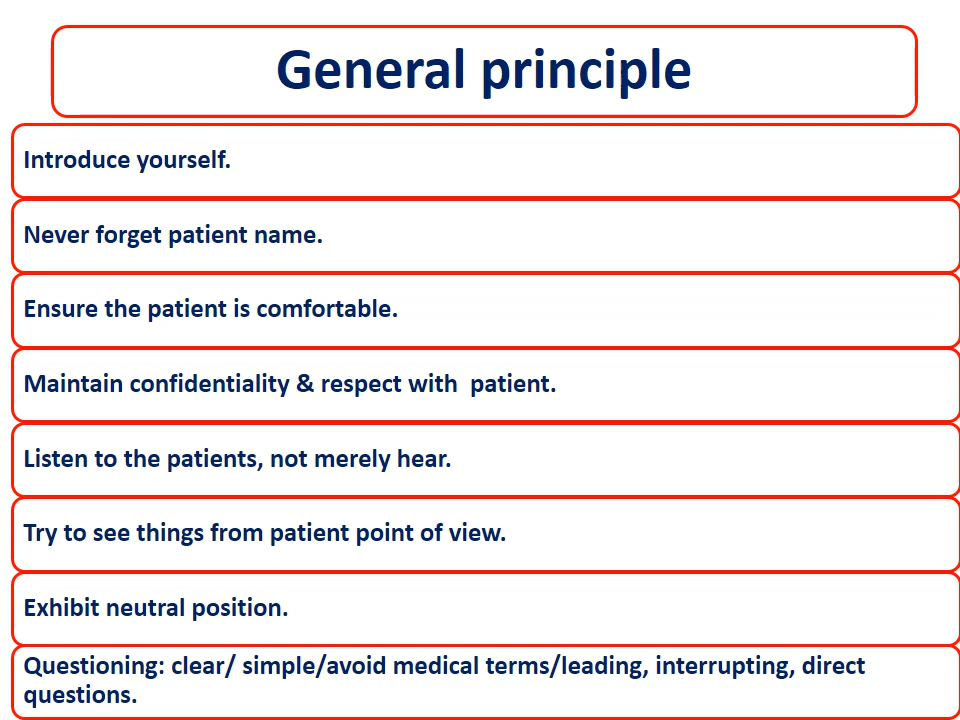 General principle
Introduce yourself.
Never forget patient name.
Ensure the patient is comfortable.
Maintain confidentiality & respect with  patient.
Listen to the patients, not merely hear.
Try to see things from patient point of view.
Exhibit neutral position.
Questioning: clear/ simple/avoid medical terms/leading, interrupting, direct
questions.